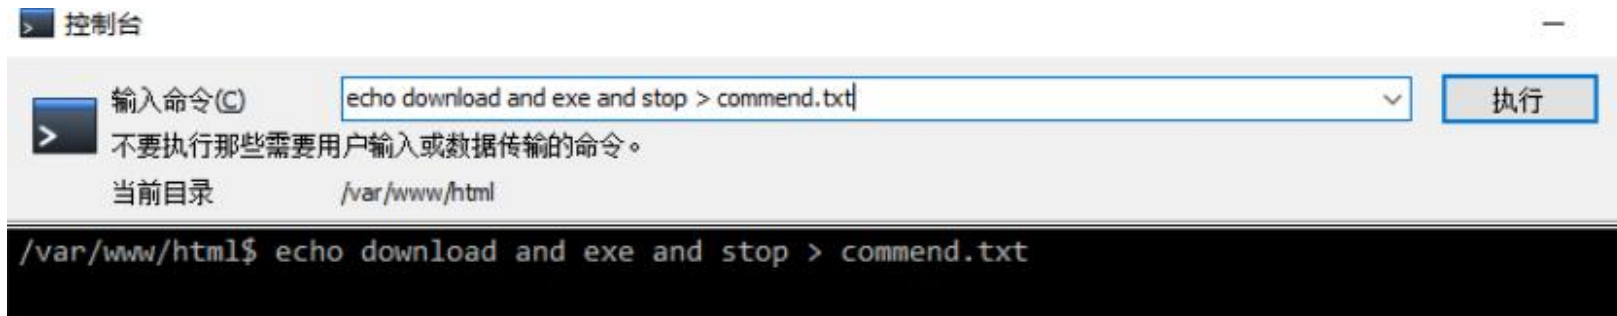 控制台
输入命令(C) echo download and exe and stop > commend.txt 执行
不要执行那些需要用户输入或数据传输的命令。
当前目录 /var/www/html
/var/www/html$ echo download and exe and stop > commend.txt